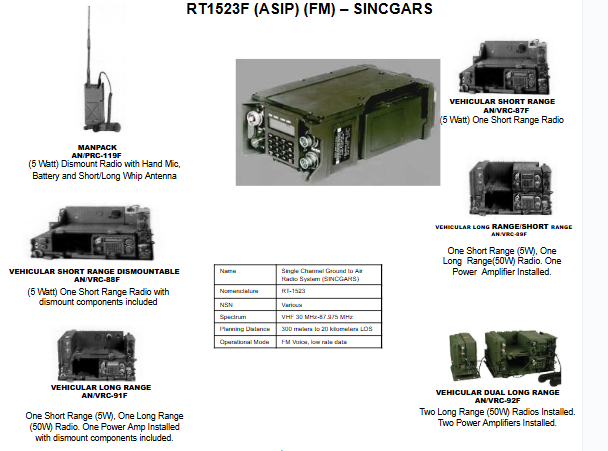 RT1523F (ASIP) (FM) – SINCGARS
MANPACK
AN/PRC-119F
(5 Watt) Dismount Radio with Hand Mic,
Battery and Short/Long Whip Antenna
VEHICULAR SHORT RANGE
AN/VRC-87F
(5 Watt) One Short Range Radio
VEHICULAR SHORT RANGE DISMOUNTABLE
AN/VRC-88F
(5 Watt) One Short Range Radio with
dismount components included
VEHICULAR LONG RANGE/SHORT RANGE
AN/VRC-89F
One Short Range (5W), One
Long Range(50W) Radio. One
Power Amplifier Installed.
Name Single Channel Ground to Air
Radio System (SINCGARS)
Nomenclature RT-1523
NSN Various
Spectrum VHF 30 MHz-87.975 MHz
Planning Distance 300 meters to 20 kilometers LOS
Operational Mode FM Voice, low rate data
VEHICULAR LONG RANGE
AN/VRC-91F
One Short Range (5W), One Long Range
(50W) Radio. One Power Amp Installed
with dismount components included.
VEHICULAR DUAL LONG RANGE
AN/VRC-92F
Two Long Range (50W) Radios Installed.
Two Power Amplifiers Installed.